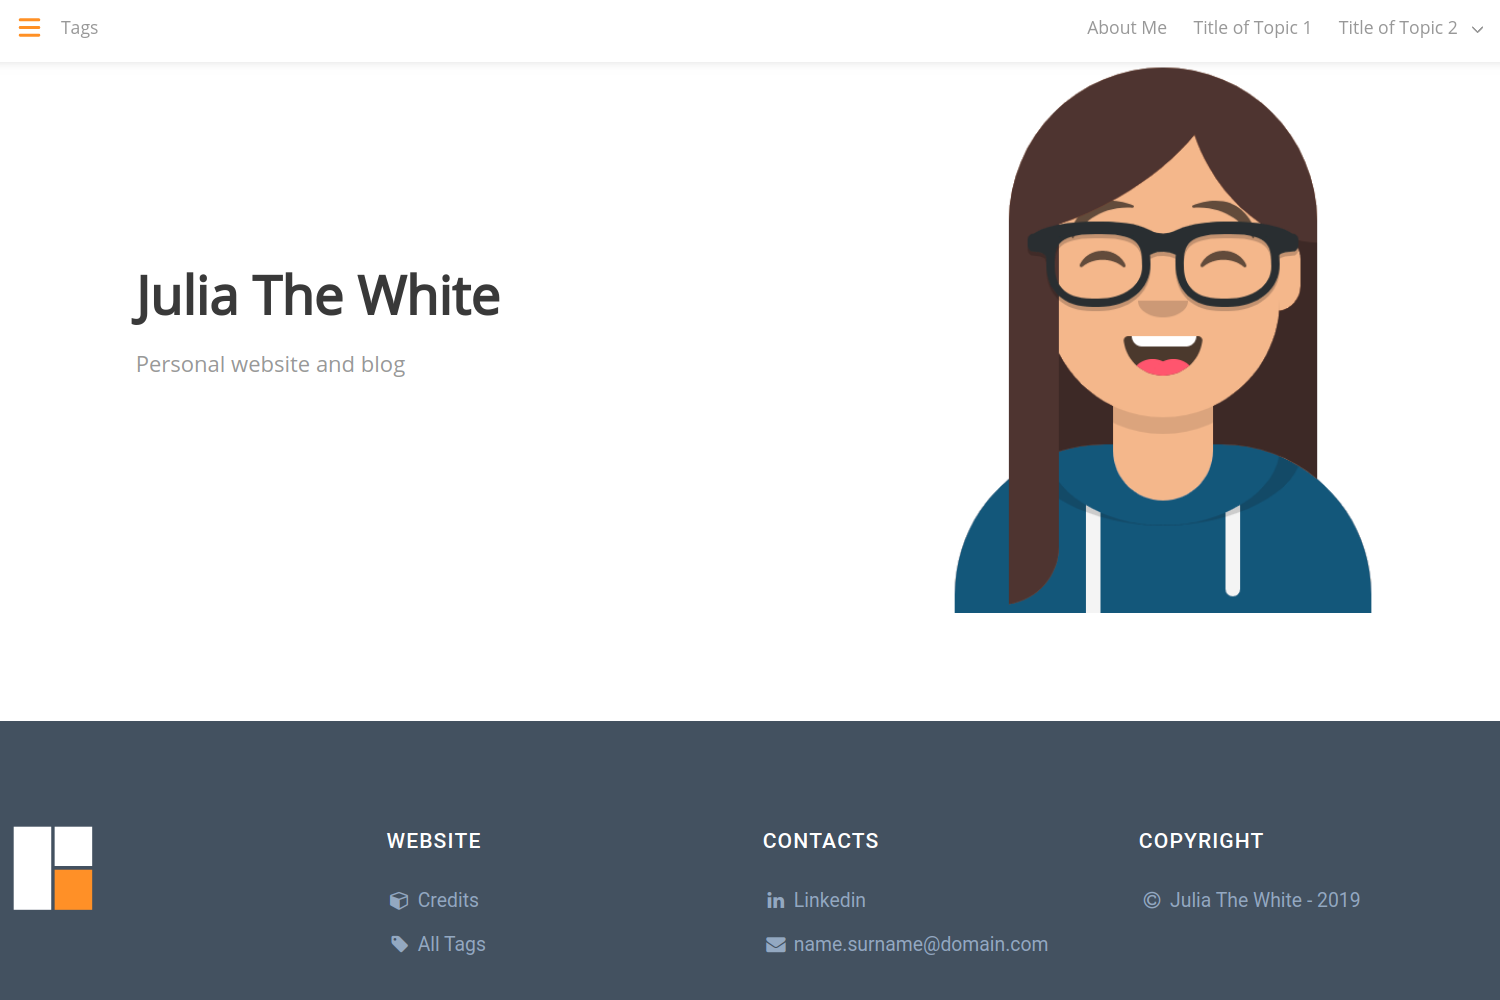 Tags
About Me
Title of Topic 1
Title of Topic 2
Julia The White
Personal website and blog
WEBSITE
Credits
All Tags
CONTACTS
Linkedin
name.surname@domain.com
COPYRIGHT
© Julia The White - 2019